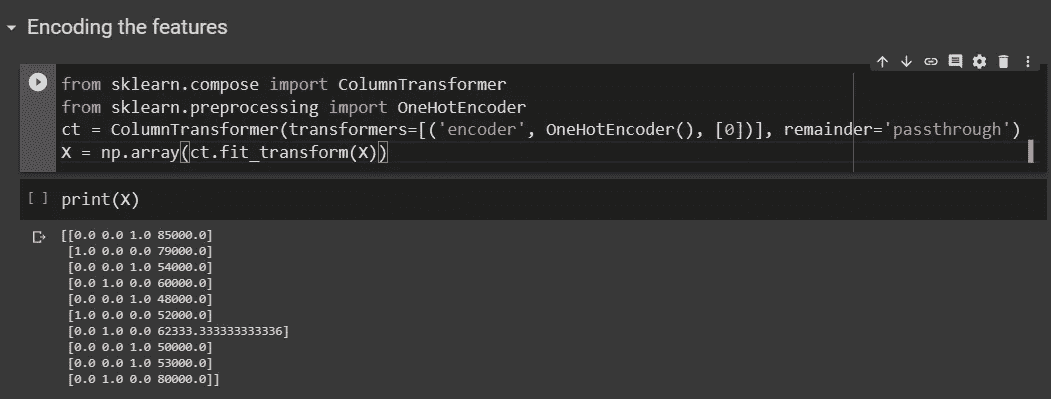 Encoding the features
from sklearn.compose import ColumnTransformer
from sklearn.preprocessing import OneHotEncoder
ct = ColumnTransformer(transformers=[('encoder', OneHotEncoder(), [0])], remainder='passthrough')
X = np.array(ct.fit_transform(X))
[ ] print(X)
[[0.0 0.0 1.0 85000.0]
[1.0 0.0 0.0 79000.0]
[0.0 0.0 1.0 54000.0]
[0.0 1.0 0.0 60000.0]
[0.0 0.0 1.0 48000.0]
[1.0 0.0 0.0 52000.0]
[0.0 1.0 0.0 62333.333333333336]
[0.0 0.0 1.0 50000.0]
[0.0 0.0 1.0 53000.0]
[0.0 1.0 0.0 80000.0]]